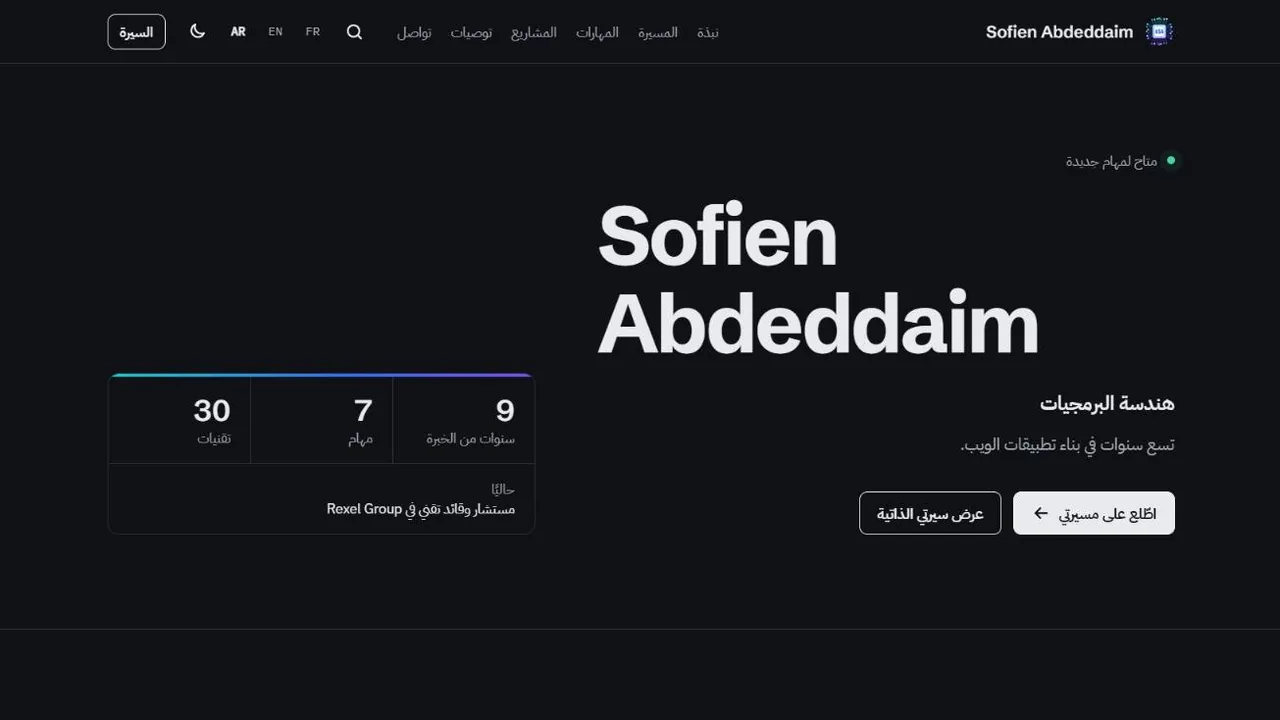 Sofien Abdeddaim
نبذة
المسيرة
المهارات
المشاريع
توصيات
تواصل
FR
EN
AR
السيرة
متاح لمهام جديدة
Sofien
Abdeddaim
هندسة البرمجيات
تسع سنوات في بناء تطبيقات الويب.
اطّلع على مسيرتي ←
عرض سيرتي الذاتية
9
سنوات من الخبرة
7
مهام
30
تقنيات
حاليًا
مستشار وقائد تقني في Rexel Group